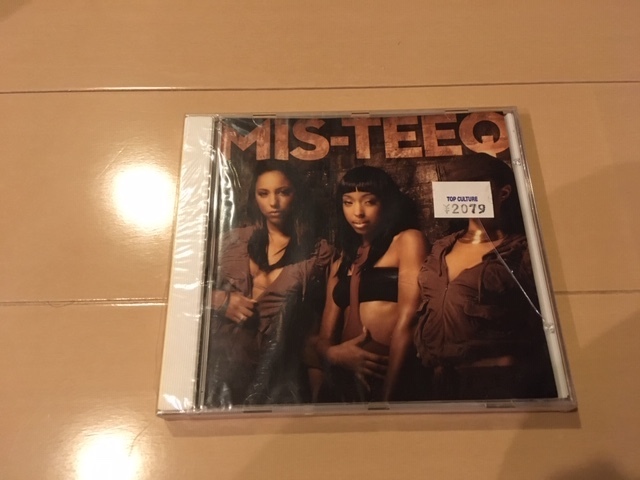 MIS-TEEQ
TOP CULTURE
¥2079